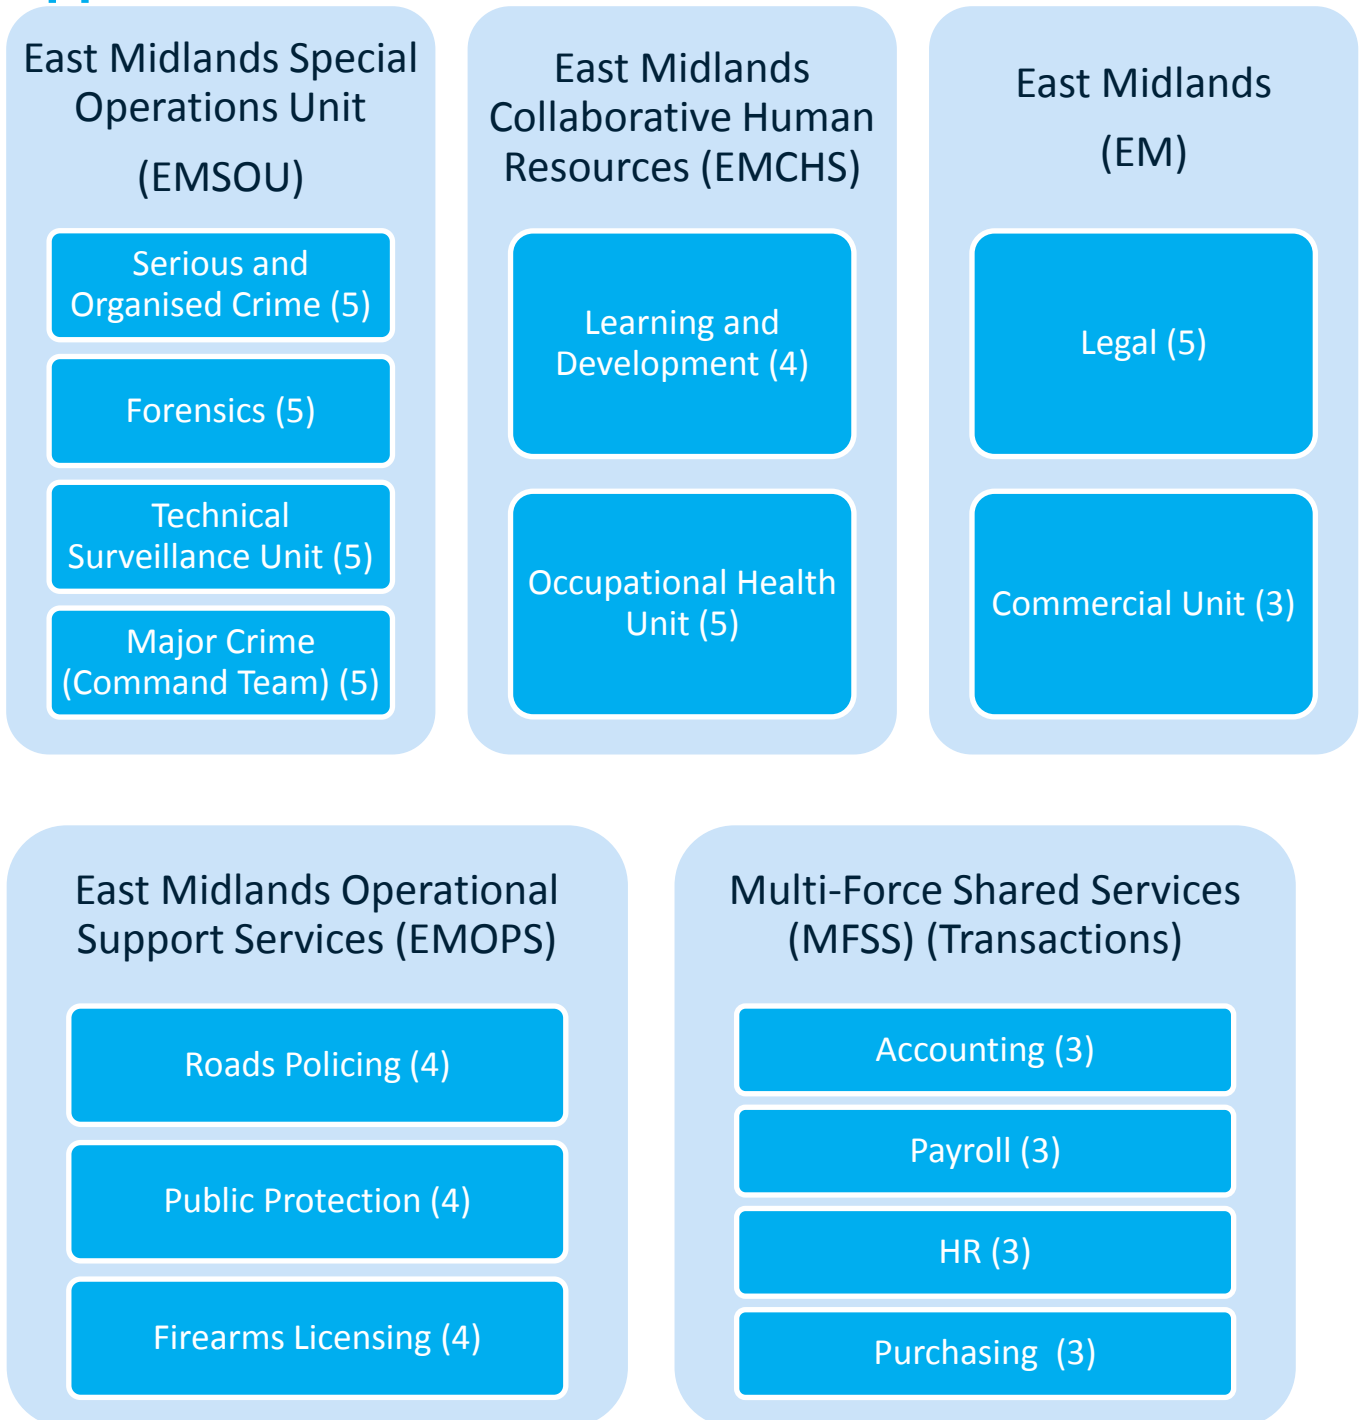 East Midlands Special
Operations Unit
(EMSOU)
Serious and
Organised Crime (5)
Forensics (5)
Technical
Surveillance Unit (5)
Major Crime
(Command Team) (5)
East Midlands
Collaborative Human
Resources (EMCHS)
Learning and
Development (4)
Occupational Health
Unit (5)
East Midlands
(EM)
Legal (5)
Commercial Unit (3)
East Midlands Operational
Support Services (EMOPS)
Roads Policing (4)
Public Protection (4)
Firearms Licensing (4)
Multi-Force Shared Services
(MFSS) (Transactions)
Accounting (3)
Payroll (3)
HR (3)
Purchasing (3)